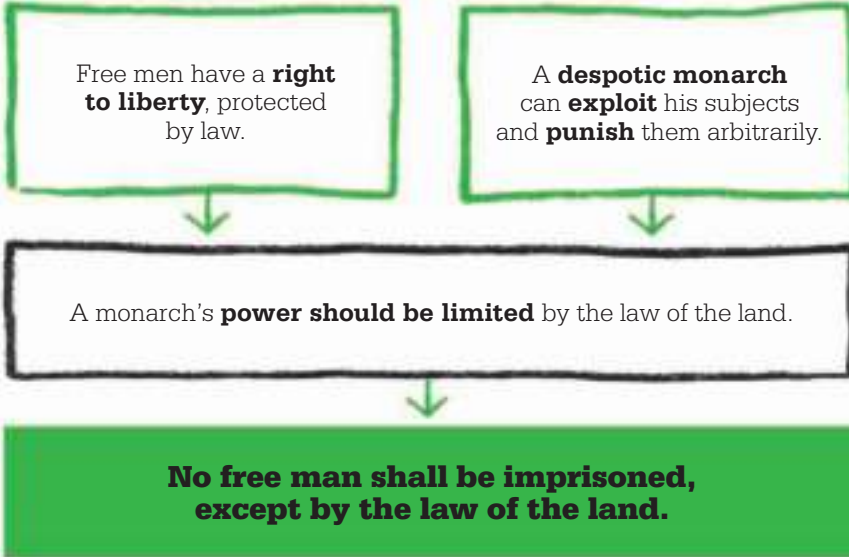 Free men have a right
to liberty, protected
by law.
A despotic monarch
can exploit his subjects
and punish them arbitrarily.
A monarch’s power should be limited by the law of the land.
No free man shall be imprisoned,
except by the law of the land.